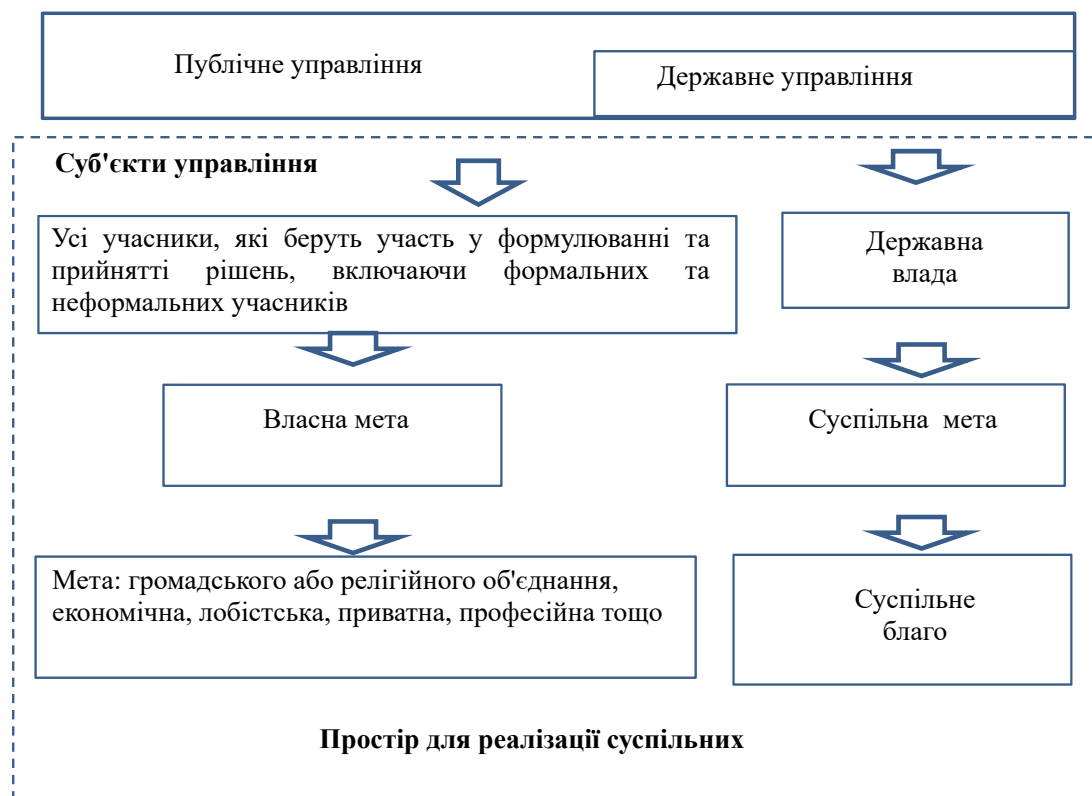 Публічне управління
Державне управління
Суб'єкти управління
Усі учасники, які беруть участь у формулюванні та
прийнятті рішень, включаючи формальних та
неформальних учасників
Державна
влада
Власна мета
Суспільна мета
Мета: громадського або релігійного об'єднання,
економічна, лобістська, приватна, професійна тощо
Суспільне
благо
Простір для реалізації суспільних